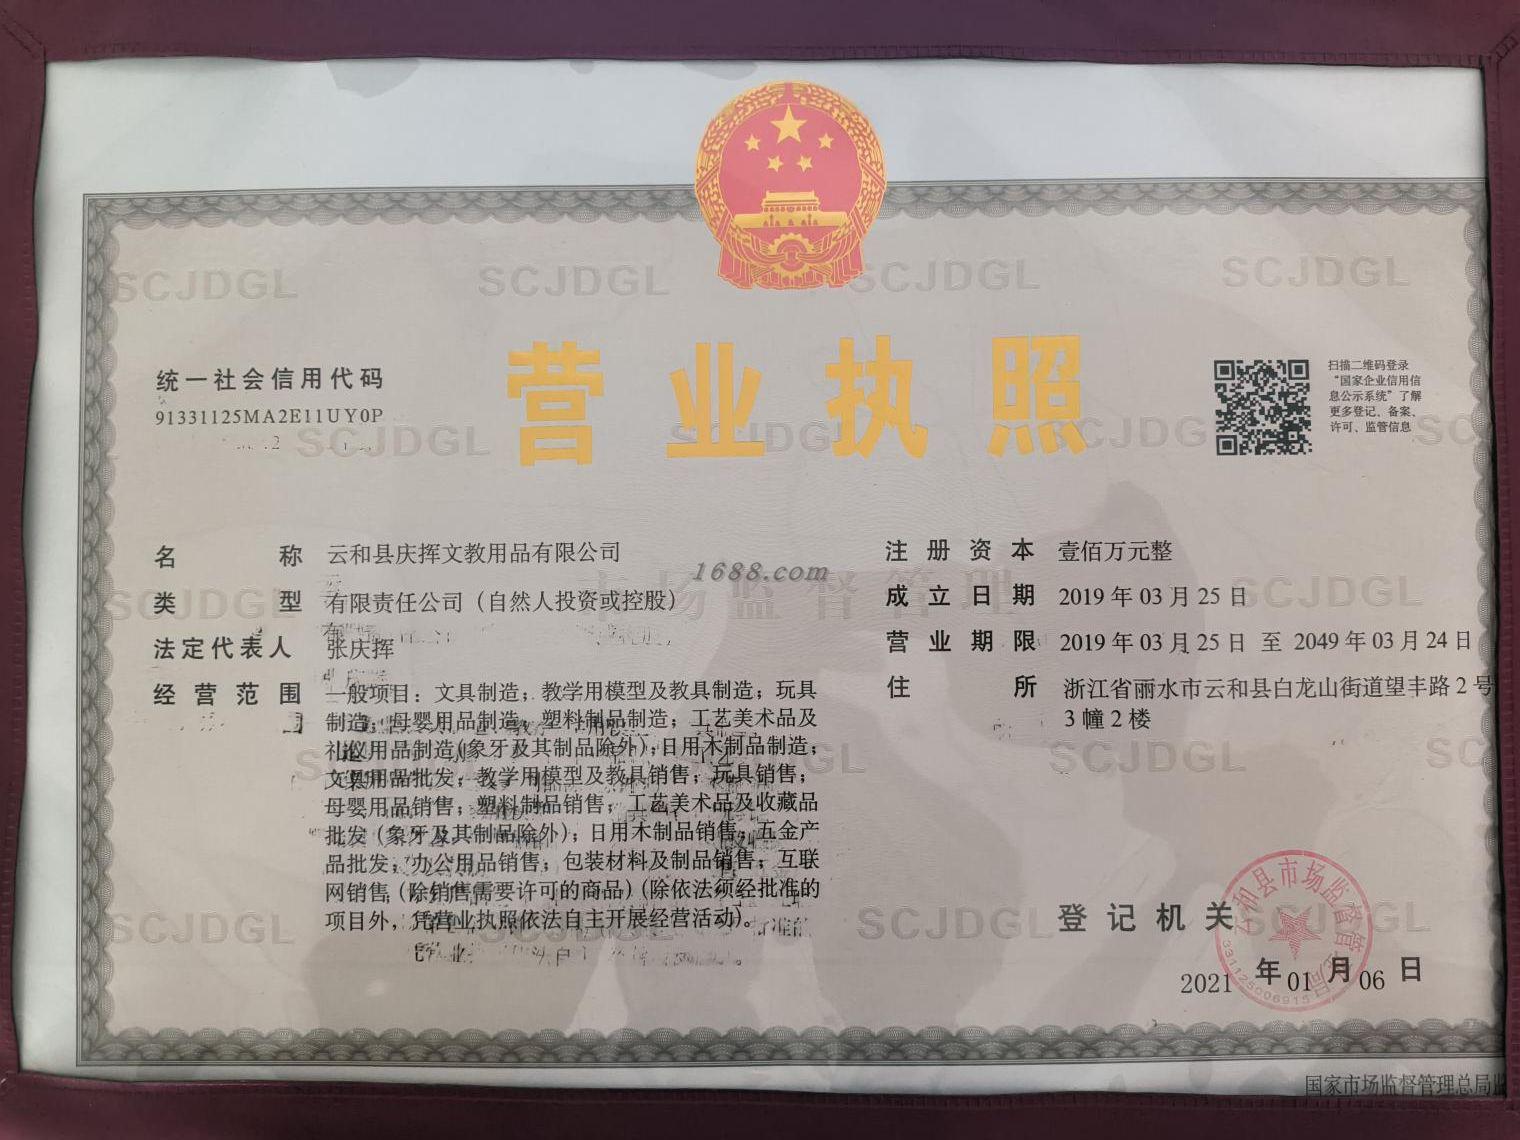 营业执照
统一社会信用代码
91331125MA2E11UY0P
扫描二维码登录
“国家企业信用信
息公示系统”了解
更多登记、备案、
许可、监管信息
名称 云和县庆挥文教用品有限公司
类型 有限责任公司（自然人投资或控股）
法定代表人 张庆挥
经营范围 一般项目：文具制造；教学用模型及教具制造；玩具
制造；母婴用品制造；塑料制品制造；工艺美术品及
礼仪用品制造(象牙及其制品除外)；日用木制品制造；
文具用品批发；教学用模型及教具销售；玩具销售；
母婴用品销售；塑料制品销售；工艺美术品及收藏品
批发（象牙及其制品除外)；日用木制品销售；五金产
品批发；办公用品销售；包装材料及制品销售；互联
网销售（除销售需要许可的商品）(除依法须经批准的
项目外，凭营业执照依法自主开展经营活动)。
注册资本 壹佰万元整
成立日期 2019年03月25日
营业期限 2019年03月25日 至 2049年03月24日
住所 浙江省丽水市云和县白龙山街道望丰路2号
3幢2楼
1688.com
市场监督管理
SCJDGL
登记机关
云和县市场监督管理局
331125006915
2021年01月06日
国家市场监督管理总局监